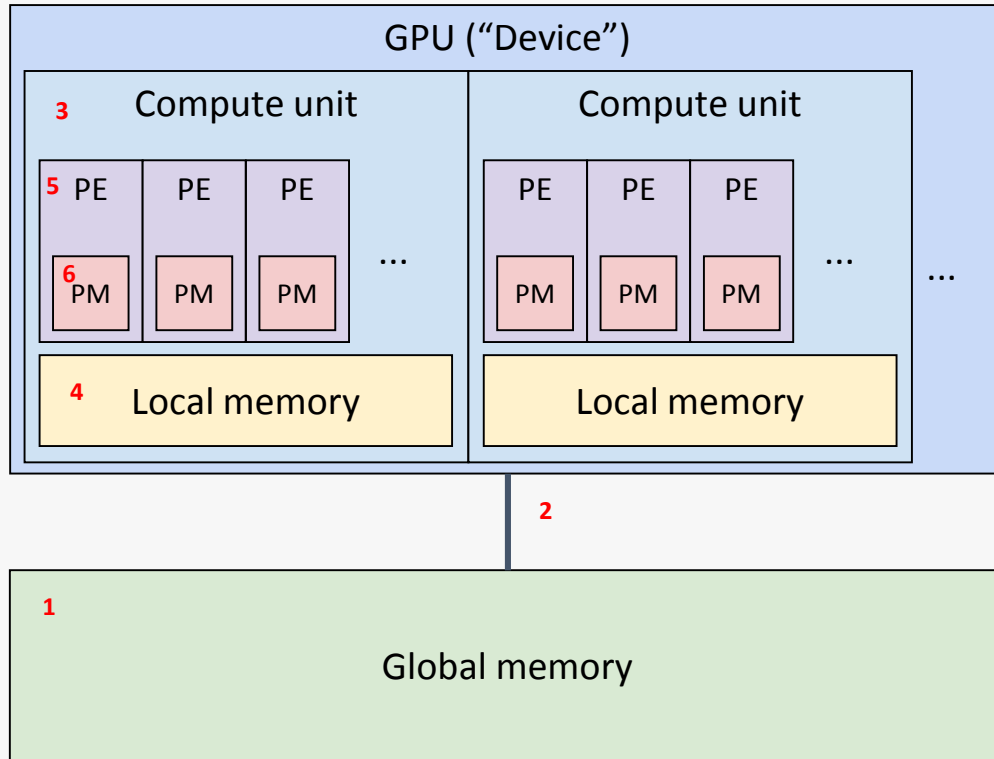 GPU (“Device”)
3 Compute unit Compute unit
5 PE PE PE PE PE PE
... ... ...
6 PM PM PM PM PM PM
4 Local memory Local memory
2
1
Global memory